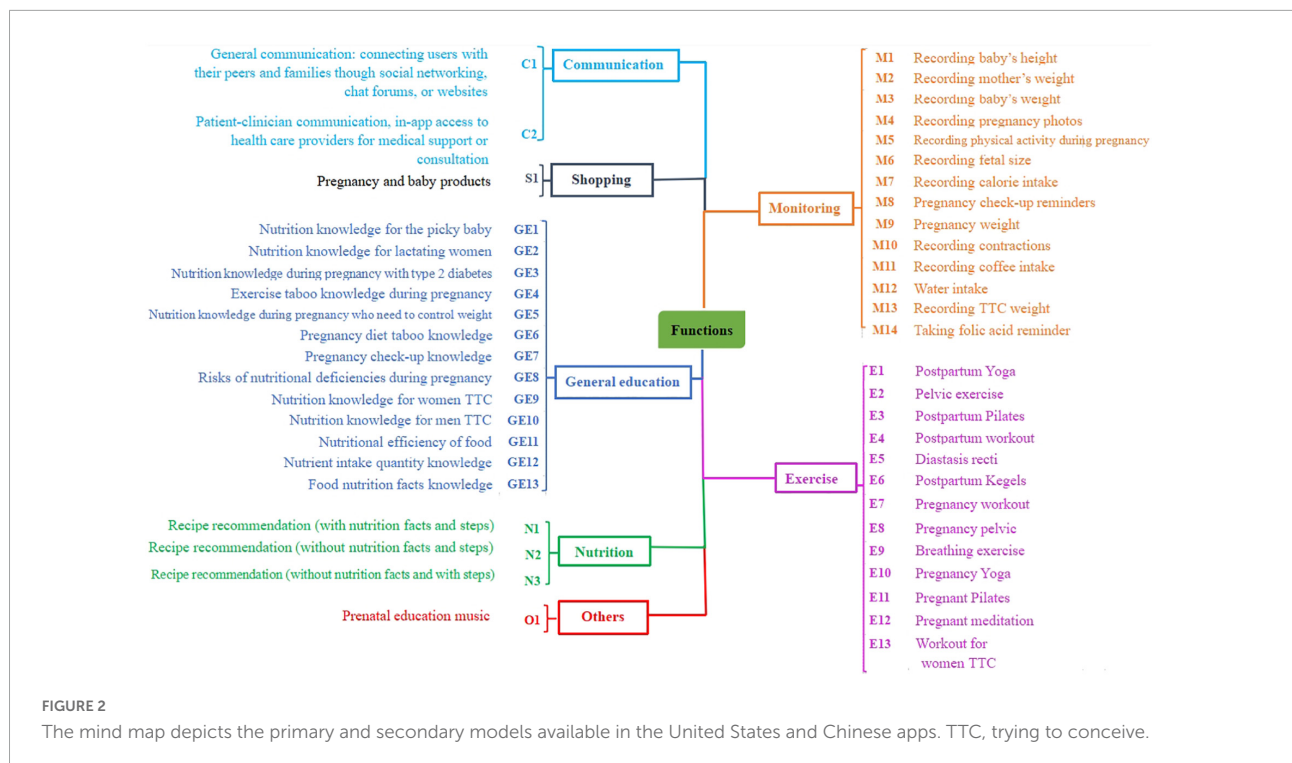 General communication: connecting users with
their peers and families though social networking,
chat forums, or websites
C1
Communication
Patient-clinician communication, in-app access to
health care providers for medical support or
consultation
C2
Pregnancy and baby products
S1
Shopping
Nutrition knowledge for the picky baby GE1
Nutrition knowledge for lactating women GE2
Nutrition knowledge during pregnancy with type 2 diabetes GE3
Exercise taboo knowledge during pregnancy GE4
Nutrition knowledge during pregnancy who need to control weight GE5
Pregnancy diet taboo knowledge GE6
Pregnancy check-up knowledge GE7
Risks of nutritional deficiencies during pregnancy GE8
Nutrition knowledge for women TTC GE9
Nutrition knowledge for men TTC GE10
Nutritional efficiency of food GE11
Nutrient intake quantity knowledge GE12
Food nutrition facts knowledge GE13
General education
Recipe recommendation (with nutrition facts and steps) N1
Recipe recommendation (without nutrition facts and steps) N2
Recipe recommendation (without nutrition facts and with steps) N3
Nutrition
Prenatal education music O1
Others
Functions
Monitoring
M1 Recording baby's height
M2 Recording mother's weight
M3 Recording baby's weight
M4 Recording pregnancy photos
M5 Recording physical activity during pregnancy
M6 Recording fetal size
M7 Recording calorie intake
M8 Pregnancy check-up reminders
M9 Pregnancy weight
M10 Recording contractions
M11 Recording coffee intake
M12 Water intake
M13 Recording TTC weight
M14 Taking folic acid reminder
Exercise
E1 Postpartum Yoga
E2 Pelvic exercise
E3 Postpartum Pilates
E4 Postpartum workout
E5 Diastasis recti
E6 Postpartum Kegels
E7 Pregnancy workout
E8 Pregnancy pelvic
E9 Breathing exercise
E10 Pregnancy Yoga
E11 Pregnant Pilates
E12 Pregnant meditation
E13 Workout for
women TTC
FIGURE 2
The mind map depicts the primary and secondary models available in the United States and Chinese apps. TTC, trying to conceive.